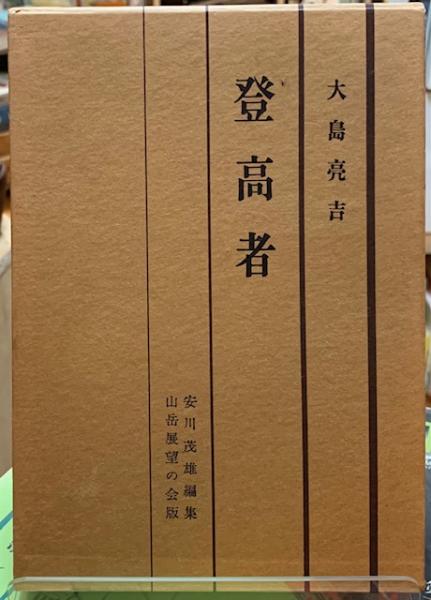 大島亮吉
登高者
安川茂雄編集
山岳展望の会版